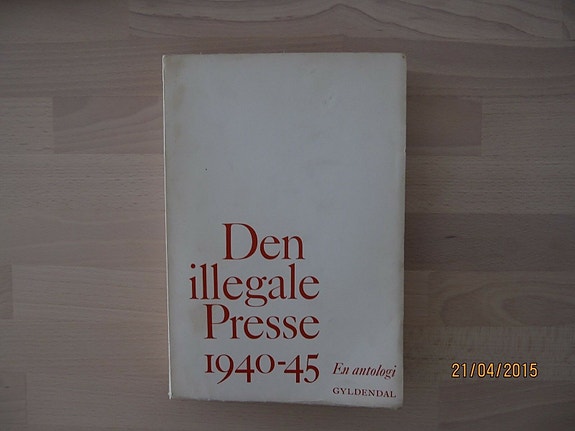 Den
illegale
Presse
1940-45
En antologi
GYLDENDAL
21/04/2015